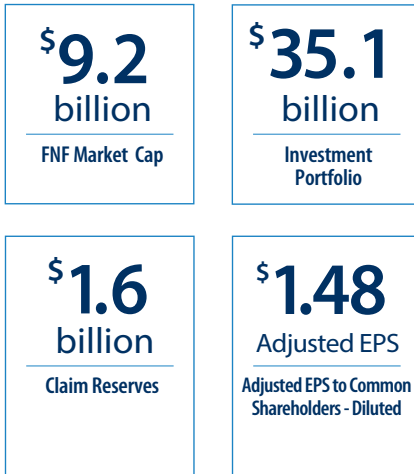 $9.2
billion
FNF Market Cap
$35.1
billion
Investment
Portfolio
$1.6
billion
Claim Reserves
$1.48
Adjusted EPS
Adjusted EPS to Common
Shareholders - Diluted